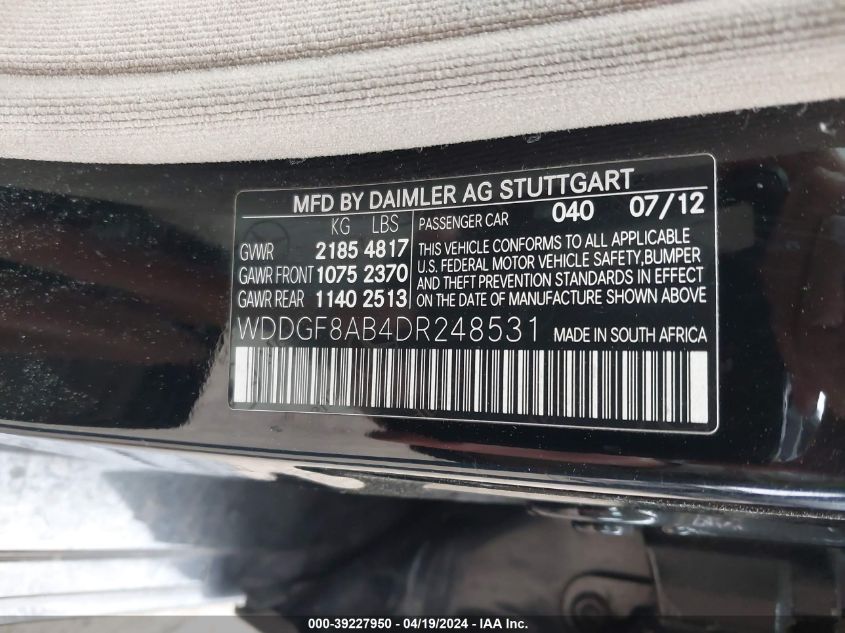 MFD BY DAIMLER AG STUTTGART
KG LBS
GVWR 2185 4817
GAWR FRONT 1075 2370
GAWR REAR 1140 2513
PASSENGER CAR 040 07/12
THIS VEHICLE CONFORMS TO ALL APPLICABLE
U.S. FEDERAL MOTOR VEHICLE SAFETY,BUMPER
AND THEFT PREVENTION STANDARDS IN EFFECT
ON THE DATE OF MANUFACTURE SHOWN ABOVE
WDDGF8AB4DR248531 MADE IN SOUTH AFRICA
000-39227950 - 04/19/2024 - IAA Inc.